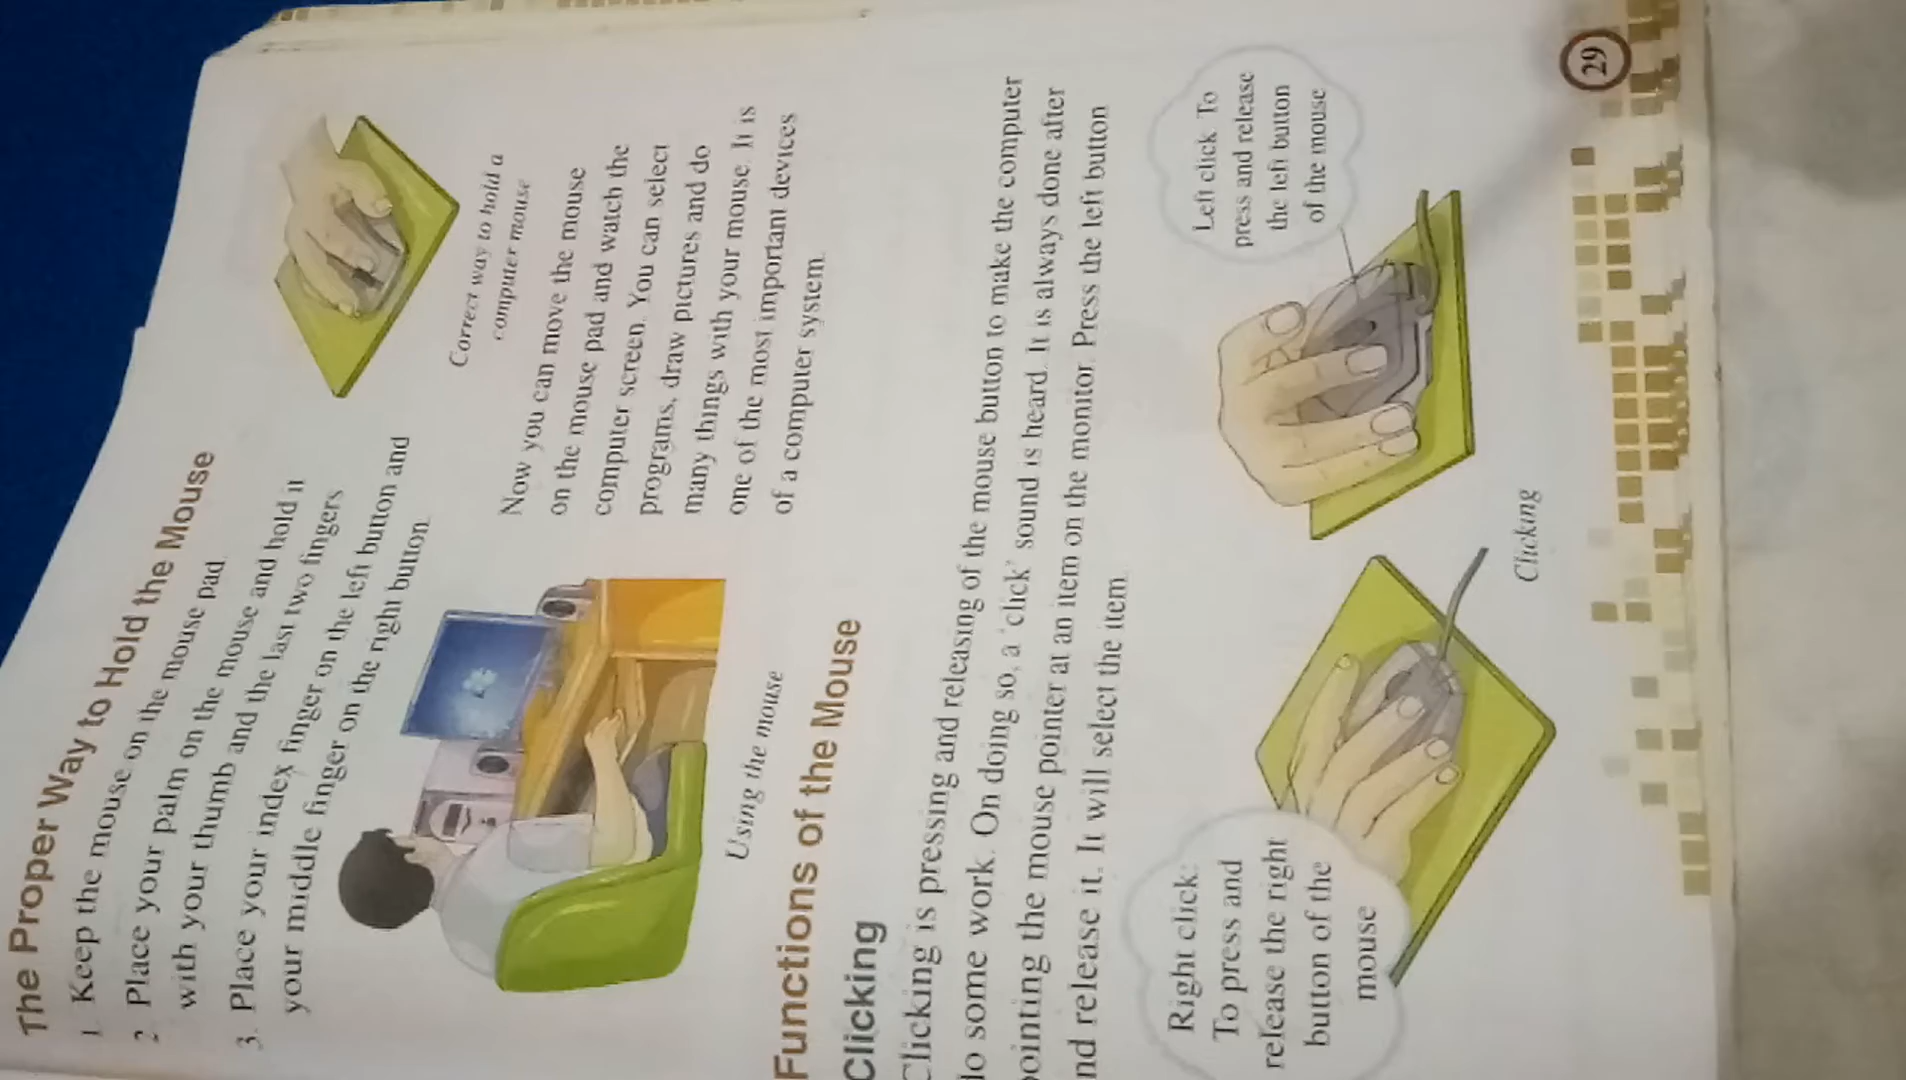 The Proper Way to Hold the Mouse
1. Keep the mouse on the mouse pad.
2. Place your palm on the mouse and hold it
with your thumb and the last two fingers
3. Place your index finger on the left button and
your middle finger on the right button.
Correct way to hold a
computer mouse
Now you can move the mouse
on the mouse pad and watch the
computer screen. You can select
programs, draw pictures and do
many things with your mouse. It is
one of the most important devices
of a computer system.
Using the mouse
Functions of the Mouse
Clicking
Clicking is pressing and releasing of the mouse button to make the computer
do some work. On doing so, a 'click' sound is heard. It is always done after
pointing the mouse pointer at an item on the monitor. Press the left button
and release it. It will select the item.
Right click:
To press and
release the right
button of the
mouse
Left click: To
press and release
the left button
of the mouse
Clicking
29